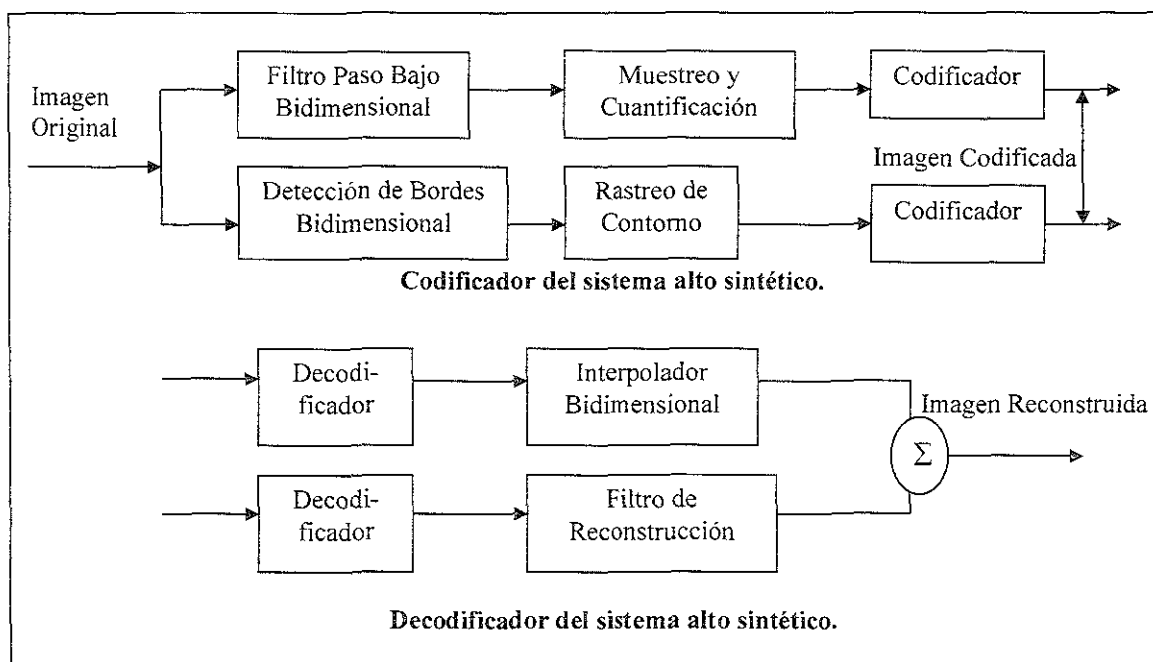 Imagen
Original
Filtro Paso Bajo
Bidimensional
Muestreo y
Cuantificación
Codificador
Imagen Codificada
Detección de Bordes
Bidimensional
Rastreo de
Contorno
Codificador
Codificador del sistema alto sintético.
Decodi-
ficador
Interpolador
Bidimensional
Imagen Reconstruida
Σ
Decodi-
ficador
Filtro de
Reconstrucción
Decodificador del sistema alto sintético.